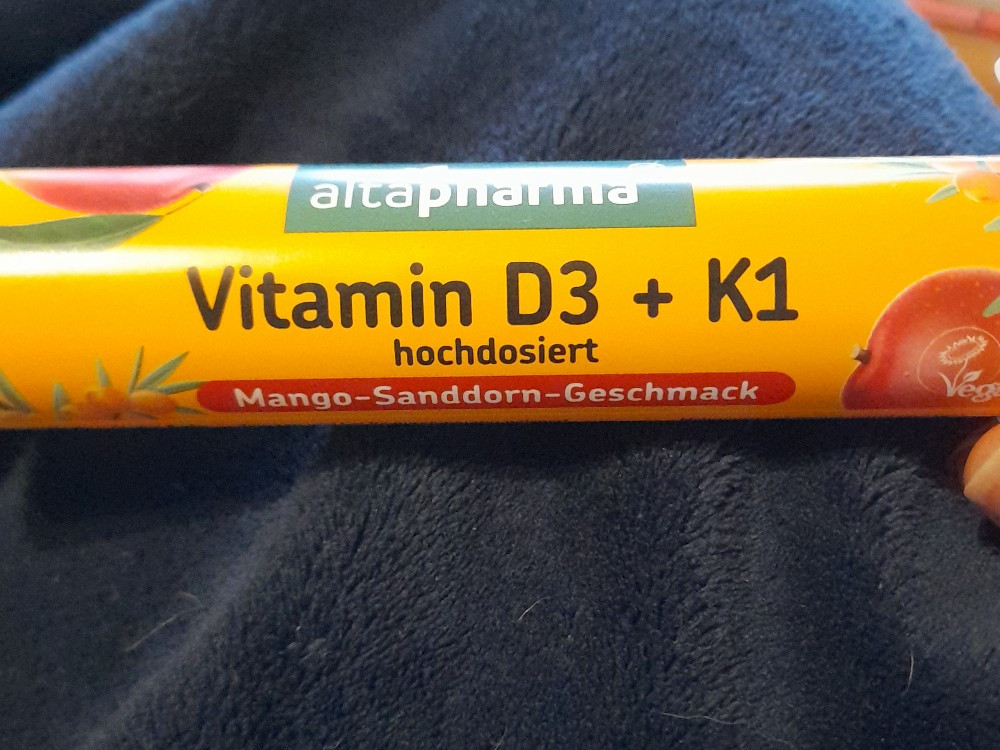 altapharma
Vitamin D3 + K1
hochdosiert
Mango-Sanddorn-Geschmack